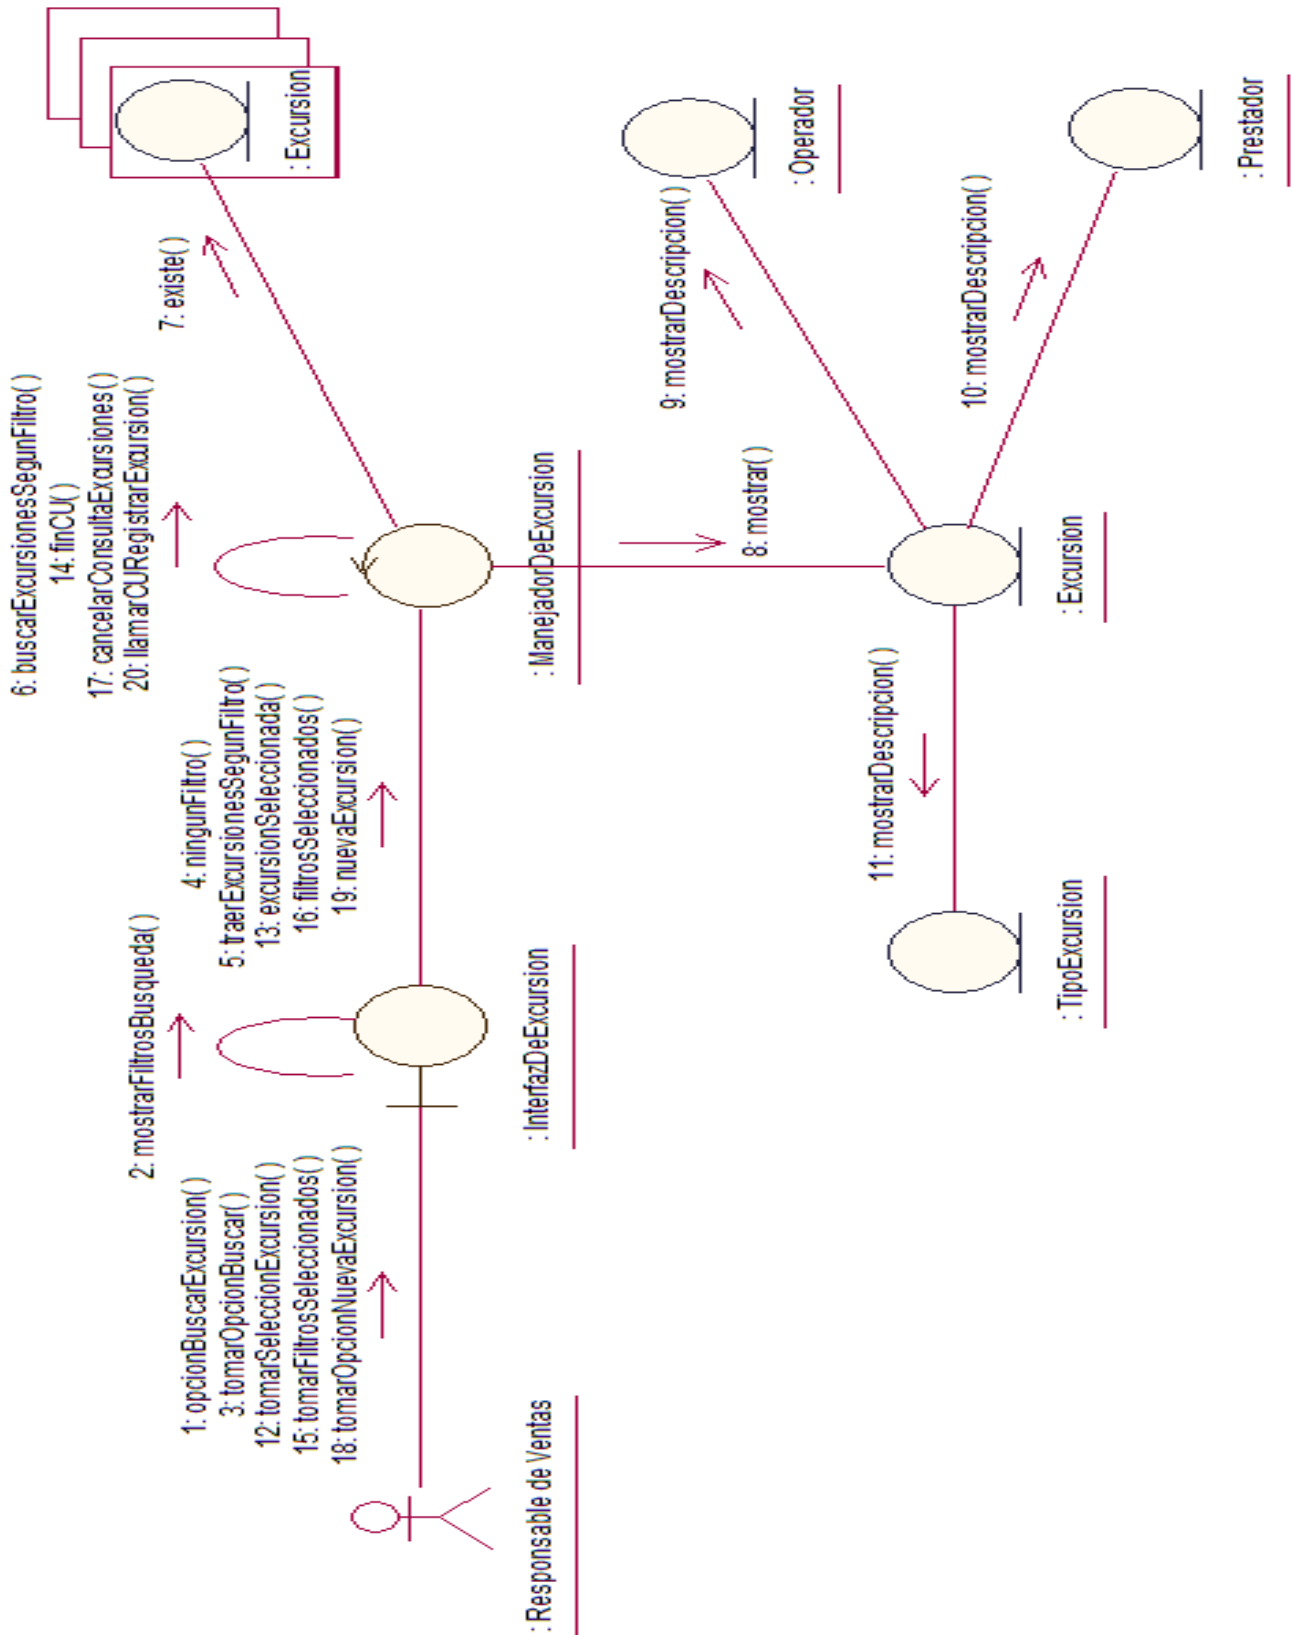 1: opcionBuscarExcursion( )
3: tomarOpcionBuscar( )
12: tomarSeleccionExcursion( )
15: tomarFiltrosSeleccionados( )
18: tomarOpcionNuevaExcursion( )
: Responsable de Ventas
2: mostrarFiltrosBusqueda( )
: InterfazDeExcursion
4: ningunFiltro( )
5: traerExcursionesSegunFiltro( )
13: excursionSeleccionada( )
16: filtrosSeleccionados( )
19: nuevaExcursion( )
6: buscarExcursionesSegunFiltro( )
14: finCU( )
17: cancelarConsultaExcursiones( )
20: llamarCURegistrarExcursion( )
: ManejadorDeExcursion
7: existe( )
: Excursion
8: mostrar( )
: Excursion
9: mostrarDescripcion( )
: Operador
10: mostrarDescripcion( )
: Prestador
11: mostrarDescripcion( )
: TipoExcursion